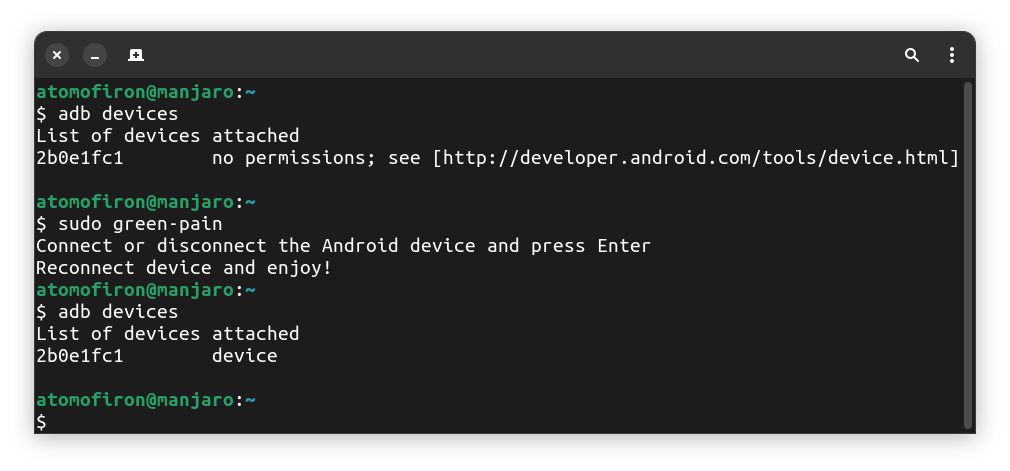 atomofiron@manjaro:~
$ adb devices
List of devices attached
2b0e1fc1        no permissions; see [http://developer.android.com/tools/device.html]
atomofiron@manjaro:~
$ sudo green-pain
Connect or disconnect the Android device and press Enter
Reconnect device and enjoy!
atomofiron@manjaro:~
$ adb devices
List of devices attached
2b0e1fc1        device
atomofiron@manjaro:~
$